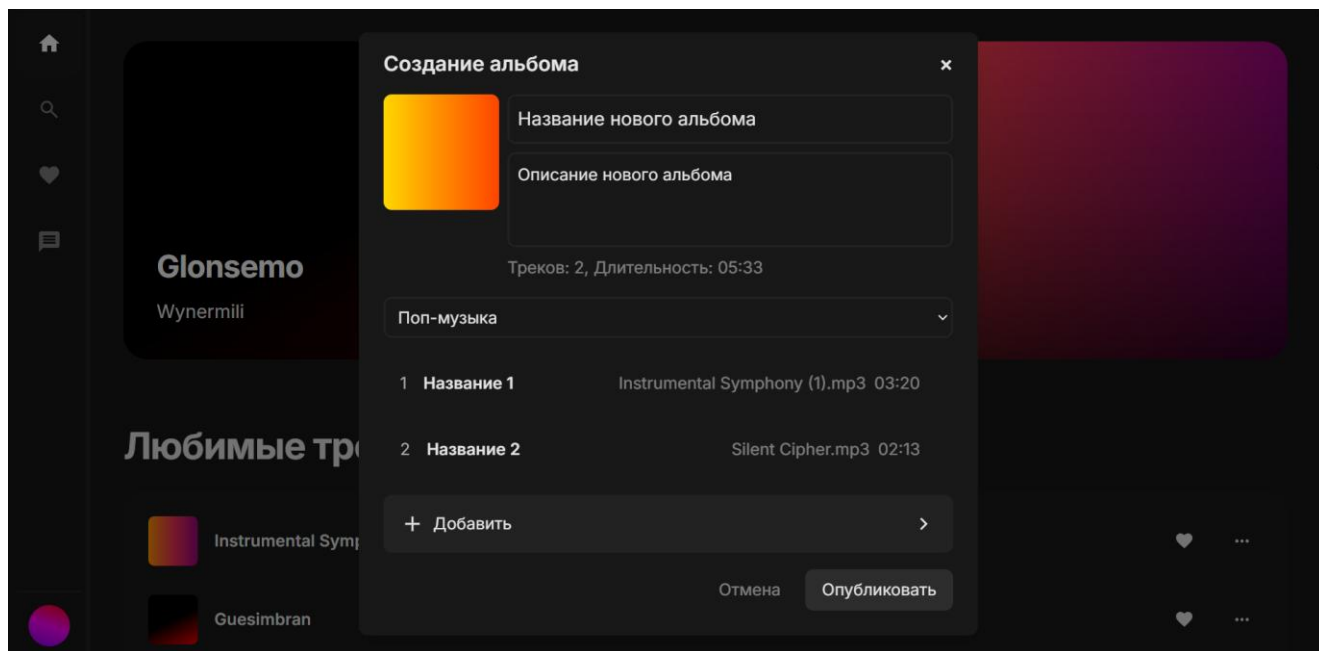 Создание альбома
Название нового альбома
Описание нового альбома
Треков: 2, Длительность: 05:33
Поп-музыка
1 Название 1 Instrumental Symphony (1).mp3 03:20
2 Название 2 Silent Cipher.mp3 02:13
+ Добавить
Отмена Опубликовать
Glonsemo
Wynermili
Любимые тре
Instrumental Symp
Guesimbran